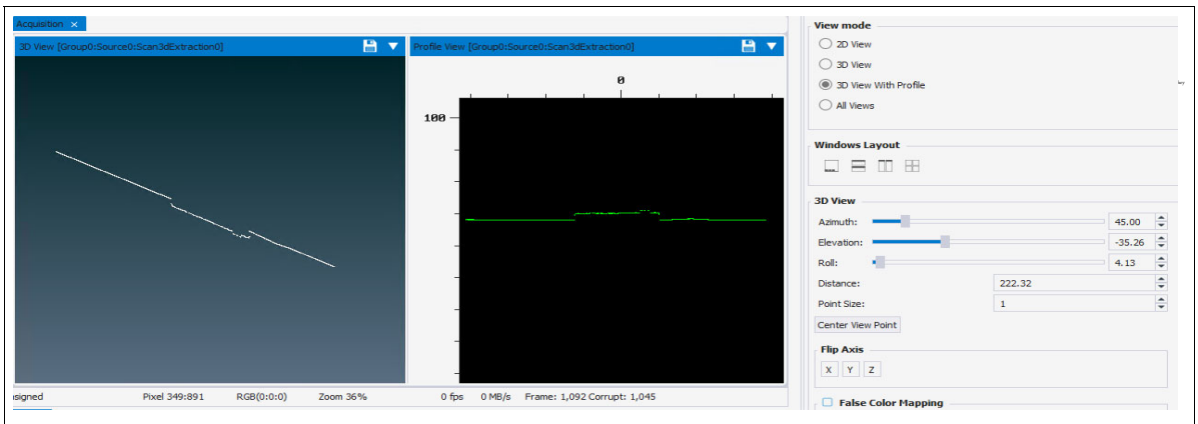 Acquisition ×
3D View [Group0:Source0:Scan3dExtraction0]
Profile View [Group0:Source0:Scan3dExtraction0]
0
100
signed
Pixel 349:891
RGB(0:0:0)
Zoom 36%
0 fps
0 MB/s
Frame: 1,092 Corrupt: 1,045
View mode
2D View
3D View
3D View With Profile
All Views
Windows Layout
3D View
Azimuth: 45.00
Elevation: -35.26
Roll: 4.13
Distance: 222.32
Point Size: 1
Center View Point
Flip Axis
X Y Z
False Color Mapping